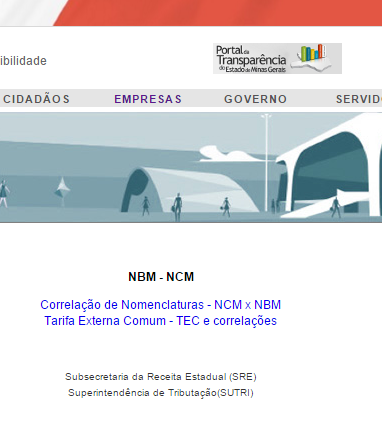 Portal da
Transparência
do Estado de Minas Gerais
ibilidade
CIDADÃOS EMPRESAS GOVERNO SERVID
NBM - NCM
Correlação de Nomenclaturas - NCM x NBM
Tarifa Externa Comum - TEC e correlações
Subsecretaria da Receita Estadual (SRE)
Superintendência de Tributação(SUTRI)